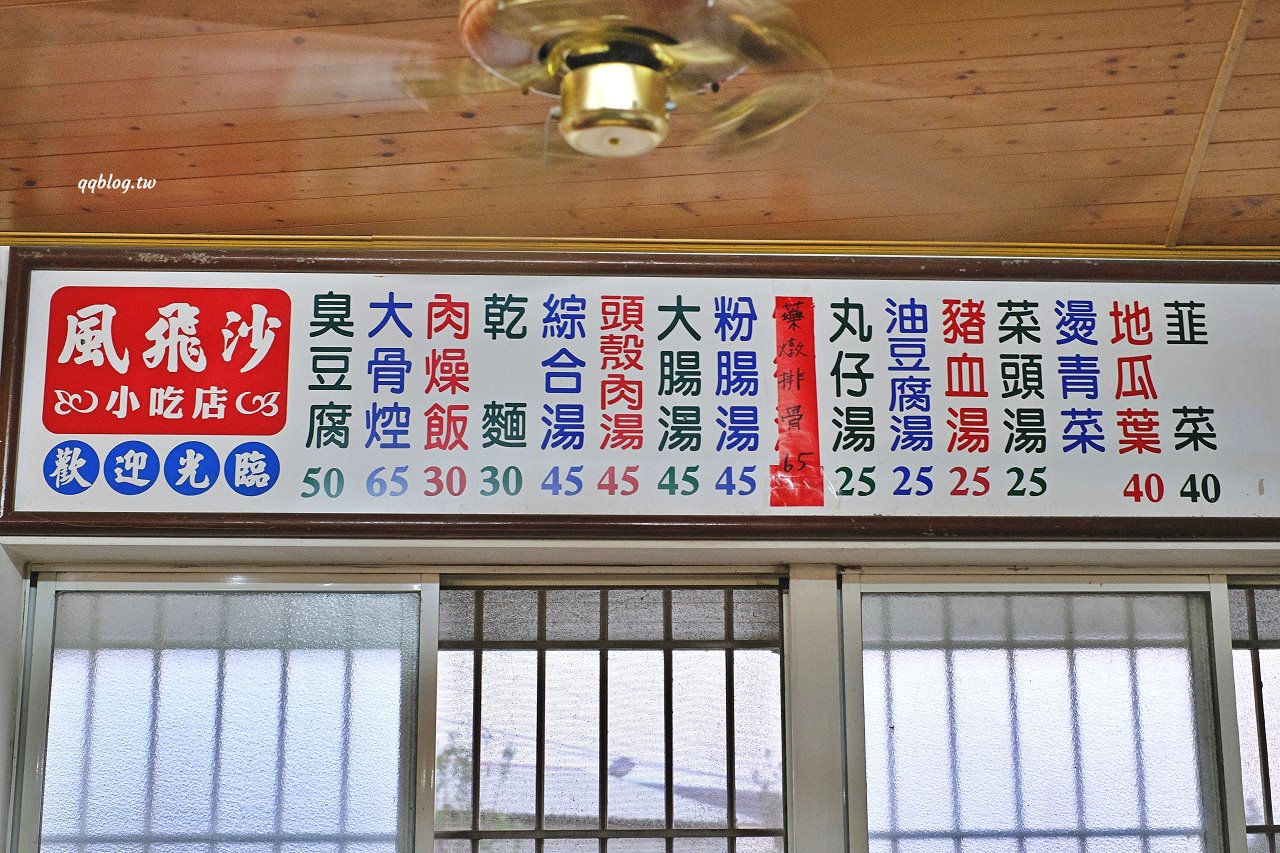 qqblog.tw
風飛沙
小吃店
歡迎光臨
臭豆腐 50
大骨焢 65
肉燥飯 30
乾麵 30
綜合湯 45
頭殼肉湯 45
大腸湯 45
粉腸湯 45
藥燉排骨 65
丸仔湯 25
油豆腐湯 25
豬血湯 25
菜頭湯 25
燙青菜
地瓜葉 40
韮菜 40